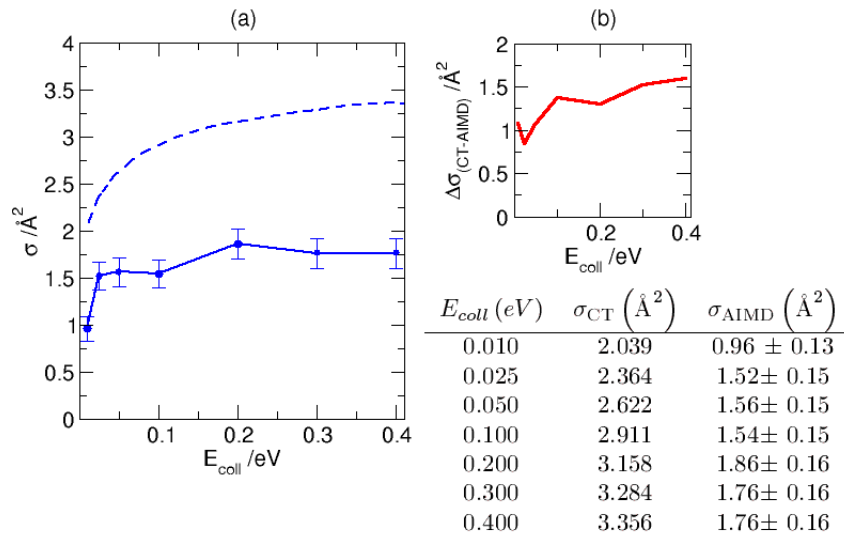 (a)
4
3.5
3
2.5
2
1.5
1
0.5
0
σ /Å²
0.1 0.2 0.3 0.4
E_coll /eV
(b)
2
1.5
1
0.5
0
Δσ_(CT-AIMD) /Å²
0.2 0.4
E_coll /eV
E_coll (eV) σ_CT (Å²) σ_AIMD (Å²)
0.010 2.039 0.96 ± 0.13
0.025 2.364 1.52± 0.15
0.050 2.622 1.56± 0.15
0.100 2.911 1.54± 0.15
0.200 3.158 1.86± 0.16
0.300 3.284 1.76± 0.16
0.400 3.356 1.76± 0.16